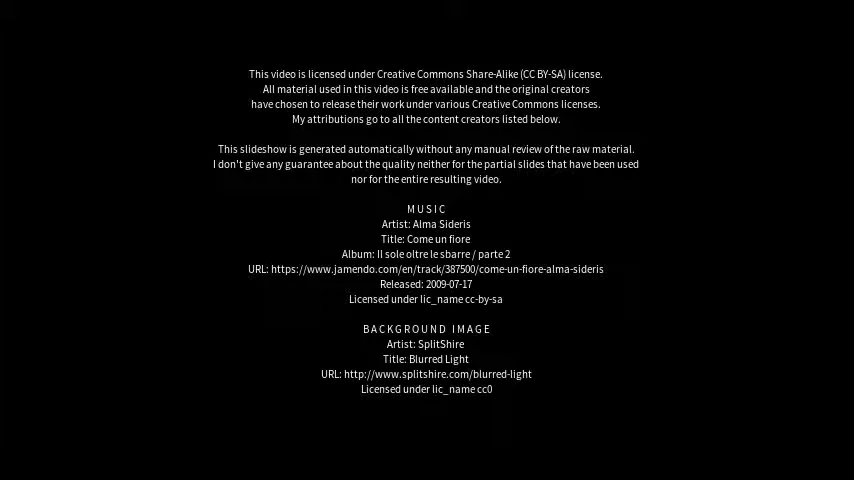 This video is licensed under Creative Commons Share-Alike (CC BY-SA) license.
All material used in this video is free available and the original creators
have chosen to release their work under various Creative Commons licenses.
My attributions go to all the content creators listed below.
This slideshow is generated automatically without any manual review of the raw material.
I don't give any guarantee about the quality neither for the partial slides that have been used
nor for the entire resulting video.
M U S I C
Artist: Alma Sideris
Title: Come un fiore
Album: Il sole oltre le sbarre / parte 2
URL: https://www.jamendo.com/en/track/387500/come-un-fiore-alma-sideris
Released: 2009-07-17
Licensed under lic_name cc-by-sa
B A C K G R O U N D   I M A G E
Artist: SplitShire
Title: Blurred Light
URL: http://www.splitshire.com/blurred-light
Licensed under lic_name cc0